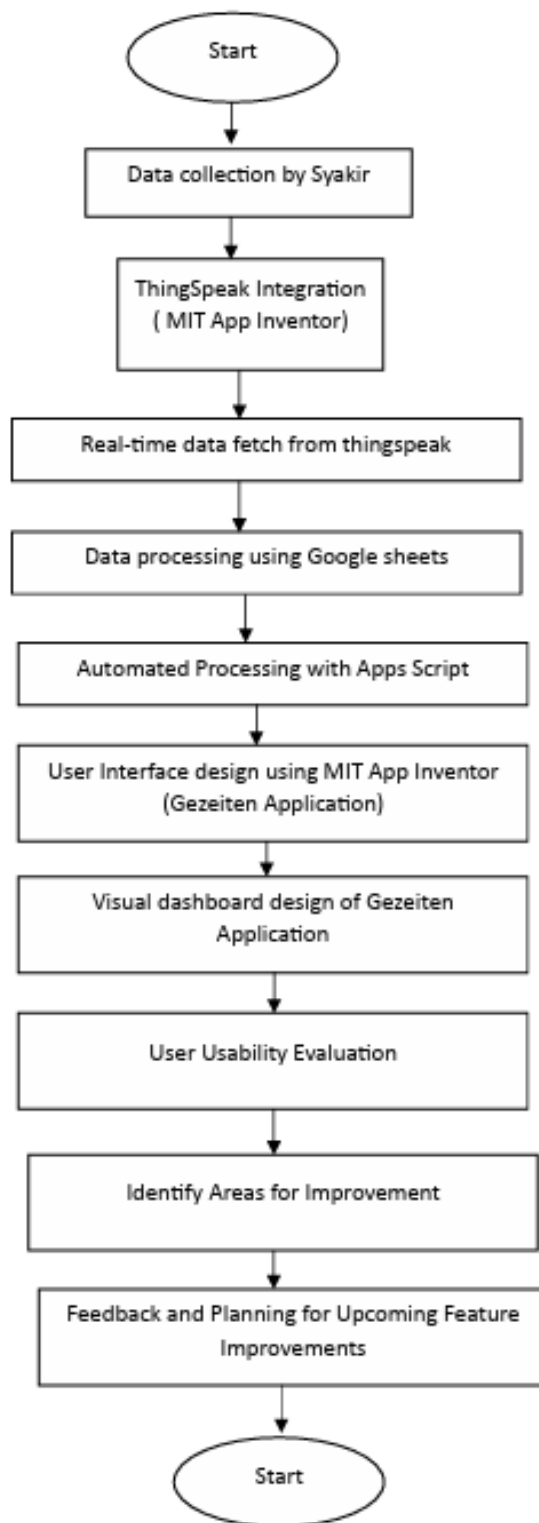 Start
Data collection by Syakir
ThingSpeak Integration
( MIT App Inventor)
Real-time data fetch from thingspeak
Data processing using Google sheets
Automated Processing with Apps Script
User Interface design using MIT App Inventor
(Gezeiten Application)
Visual dashboard design of Gezeiten
Application
User Usability Evaluation
Identify Areas for Improvement
Feedback and Planning for Upcoming Feature
Improvements
Start